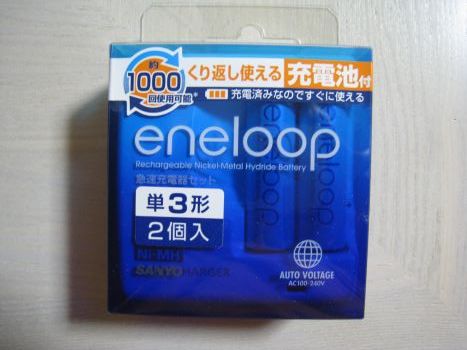 約
1000
回使用可能
くり返し使える 充電池付
充電済みなのですぐに使える
eneloop
Rechargeable Nickel-Metal Hydride Battery
急速充電器セット
単3形
2個入
eneloop
Ni-MH
SANYO CHARGER
AUTO VOLTAGE
AC100-240V